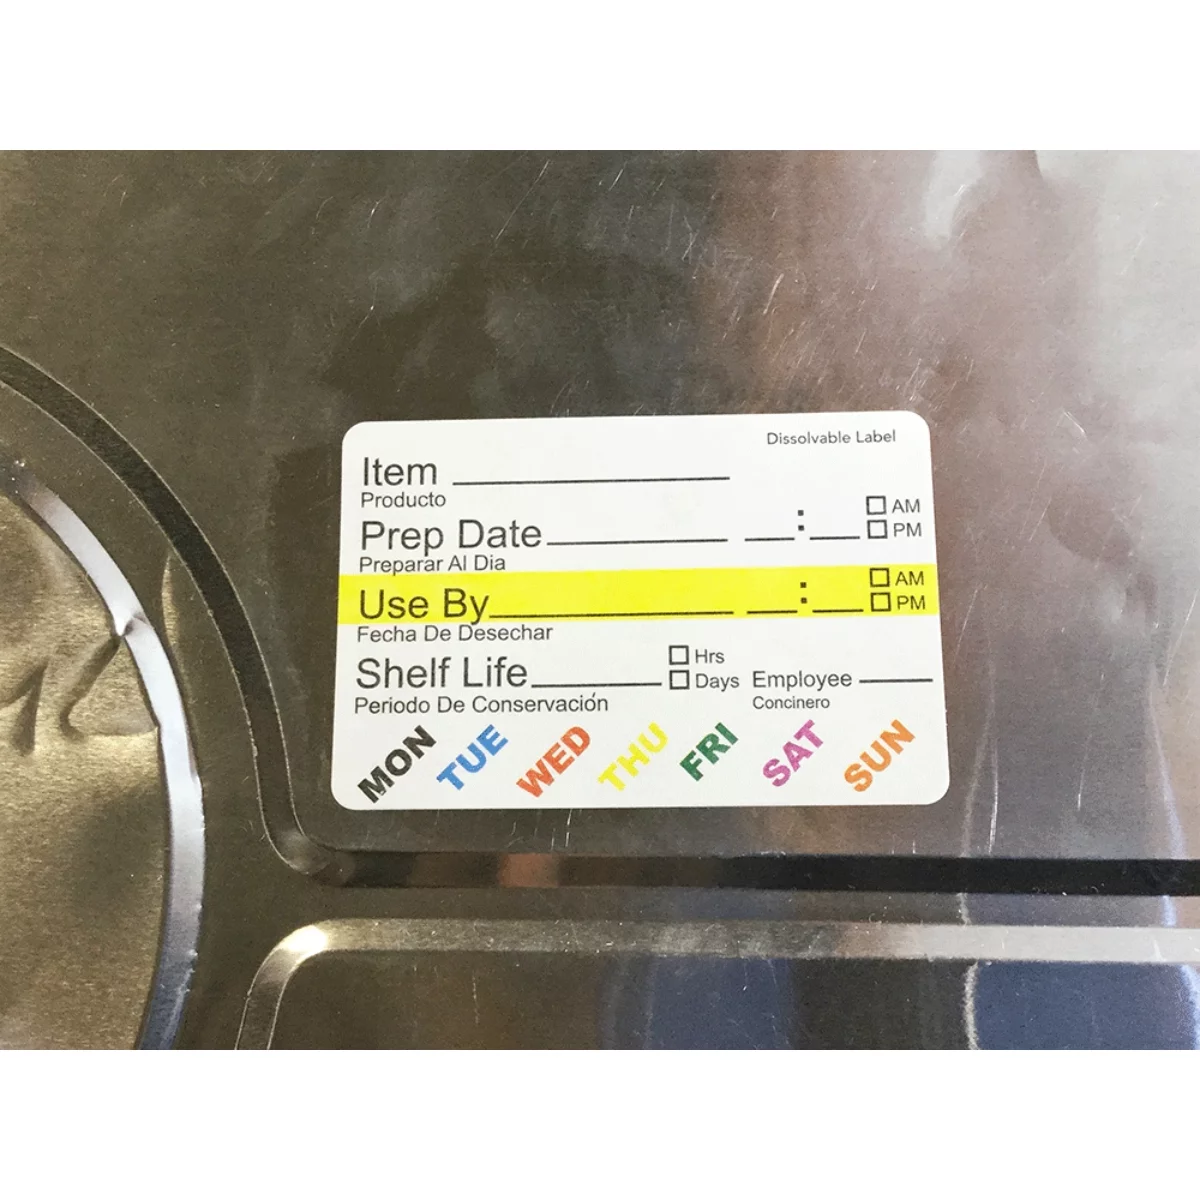 Dissolvable Label
Item
Producto
Prep Date : AM
PM
Preparar Al Dia
Use By : AM
PM
Fecha De Desechar
Shelf Life Hrs
Days Employee
Periodo De Conservación Concinero
MON TUE WED THU FRI SAT SUN